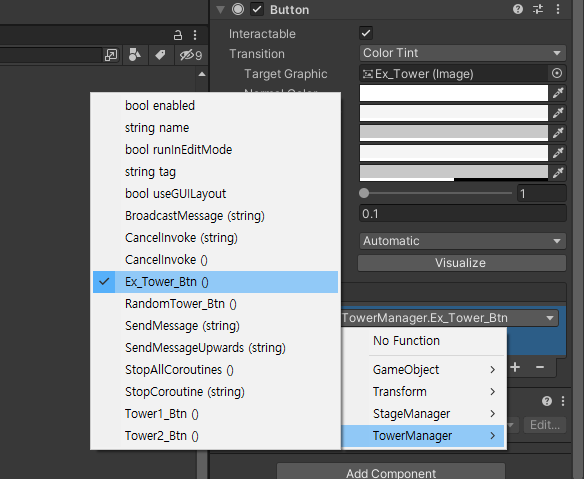 Button
Interactable
Transition
Color Tint
Target Graphic
Ex_Tower (Image)
9
1
0.1
Automatic
Visualize
TowerManager.Ex_Tower_Btn
bool enabled
string name
bool runInEditMode
string tag
bool useGUILayout
BroadcastMessage (string)
CancelInvoke (string)
CancelInvoke ()
Ex_Tower_Btn ()
RandomTower_Btn ()
SendMessage (string)
SendMessageUpwards (string)
StopAllCoroutines ()
StopCoroutine (string)
Tower1_Btn ()
Tower2_Btn ()
No Function
GameObject
Transform
StageManager
TowerManager
Edit...
Add Component